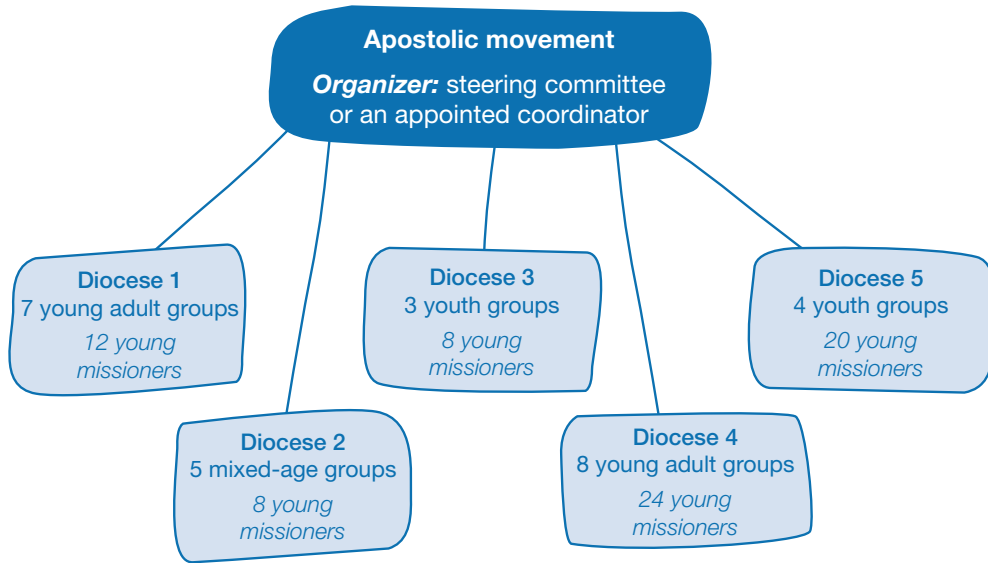 Apostolic movement
Organizer: steering committee
or an appointed coordinator
Diocese 1
7 young adult groups
12 young
missioners
Diocese 2
5 mixed-age groups
8 young
missioners
Diocese 3
3 youth groups
8 young
missioners
Diocese 4
8 young adult groups
24 young
missioners
Diocese 5
4 youth groups
20 young
missioners